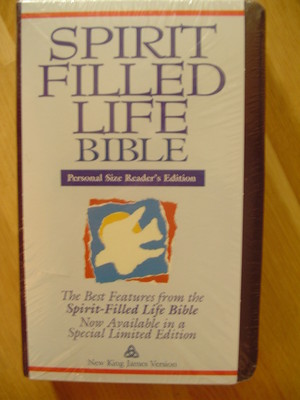 SPIRIT
FILLED
LIFE
BIBLE
Personal Size Reader's Edition
The Best Features from the
Spirit-Filled Life Bible
Now Available in a
Special Limited Edition
New King James Version